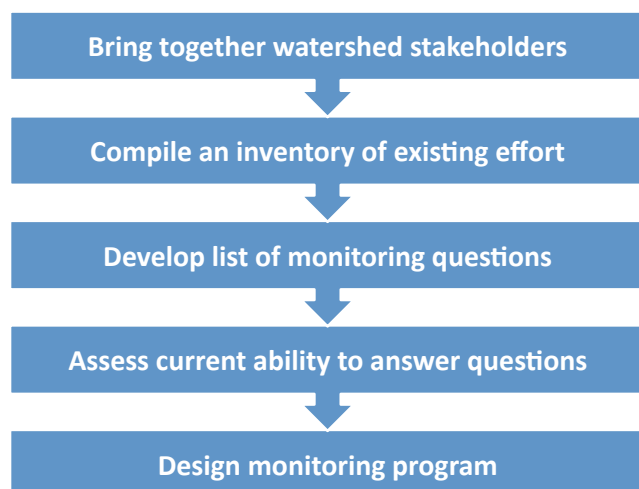 Bring together watershed stakeholders
Compile an inventory of existing effort
Develop list of monitoring questions
Assess current ability to answer questions
Design monitoring program